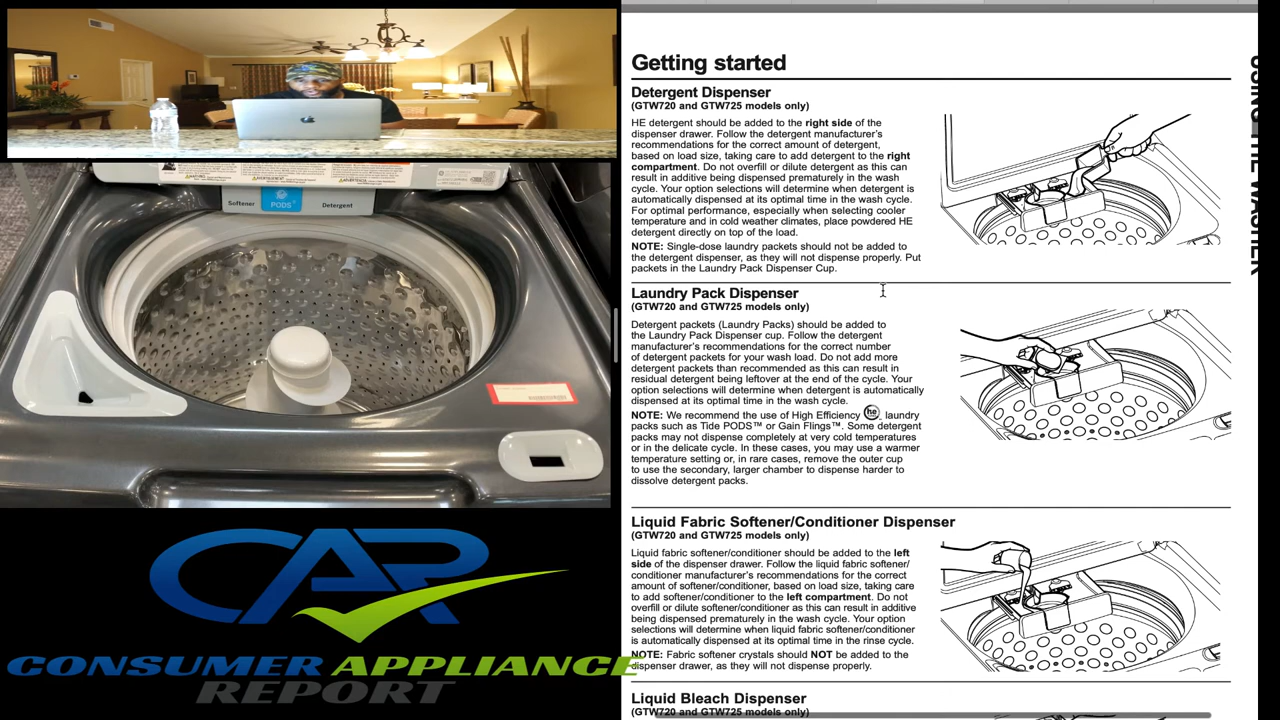 Softener
PODS
Detergent
CAR
CONSUMER APPLIANCE
REPORT
Getting started
Detergent Dispenser
(GTW720 and GTW725 models only)
HE detergent should be added to the right side of the
dispenser drawer. Follow the detergent manufacturer's
recommendations for the correct amount of detergent,
based on load size, taking care to add detergent to the right
compartment. Do not overfill or dilute detergent as this can
result in additive being dispensed prematurely in the wash
cycle. Your option selections will determine when detergent is
automatically dispensed at its optimal time in the wash cycle.
For optimal performance, especially when selecting cooler
temperature and in cold weather climates, place powdered HE
detergent directly on top of the load.
NOTE: Single-dose laundry packets should not be added to
the detergent dispenser, as they will not dispense properly. Put
packets in the Laundry Pack Dispenser Cup.
Laundry Pack Dispenser
(GTW720 and GTW725 models only)
Detergent packets (Laundry Packs) should be added to
the Laundry Pack Dispenser cup. Follow the detergent
manufacturer's recommendations for the correct number
of detergent packets for your wash load. Do not add more
detergent packets than recommended as this can result in
residual detergent being leftover at the end of the cycle. Your
option selections will determine when detergent is automatically
dispensed at its optimal time in the wash cycle.
NOTE: We recommend the use of High Efficiency he laundry
packs such as Tide PODS™ or Gain Flings™. Some detergent
packs may not dispense completely at very cold temperatures
or in the delicate cycle. In these cases, you may use a warmer
temperature setting or, in rare cases, remove the outer cup
to use the secondary, larger chamber to dispense harder to
dissolve detergent packs.
Liquid Fabric Softener/Conditioner Dispenser
(GTW720 and GTW725 models only)
Liquid fabric softener/conditioner should be added to the left
side of the dispenser drawer. Follow the liquid fabric softener/
conditioner manufacturer's recommendations for the correct
amount of softener/conditioner, based on load size, taking care
to add softener/conditioner to the left compartment. Do not
overfill or dilute softener/conditioner as this can result in additive
being dispensed prematurely in the wash cycle. Your option
selections will determine when liquid fabric softener/conditioner
is automatically dispensed at its optimal time in the rinse cycle.
NOTE: Fabric softener crystals should NOT be added to the
dispenser drawer, as they will not dispense properly.
Liquid Bleach Dispenser
(GTW720 and GTW725 models only)
USING THE WASHER